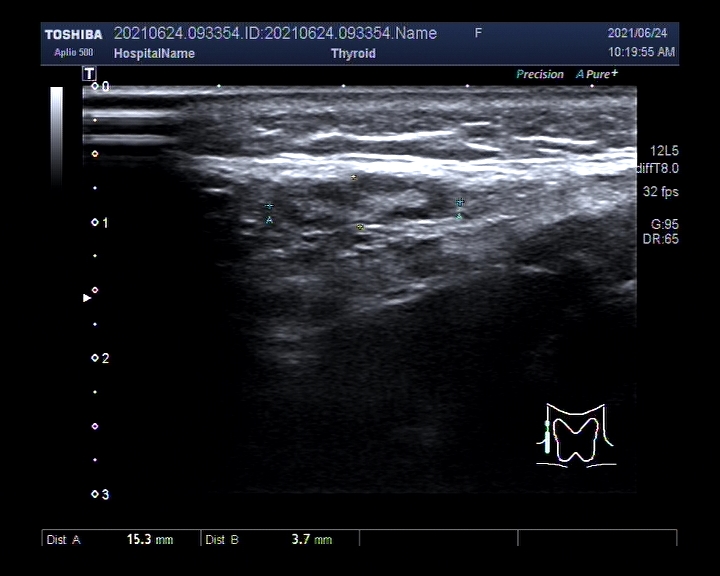 TOSHIBA 20210624.093354.ID:20210624.093354.Name F 2021/06/24
Aplio 500 HospitalName Thyroid 10:19:55 AM
T Precision A Pure+
0
12L5
diffT8.0
32 fps
A A
1
G:95
DR:65
2
3
Dist A 15.3 mm Dist B 3.7 mm